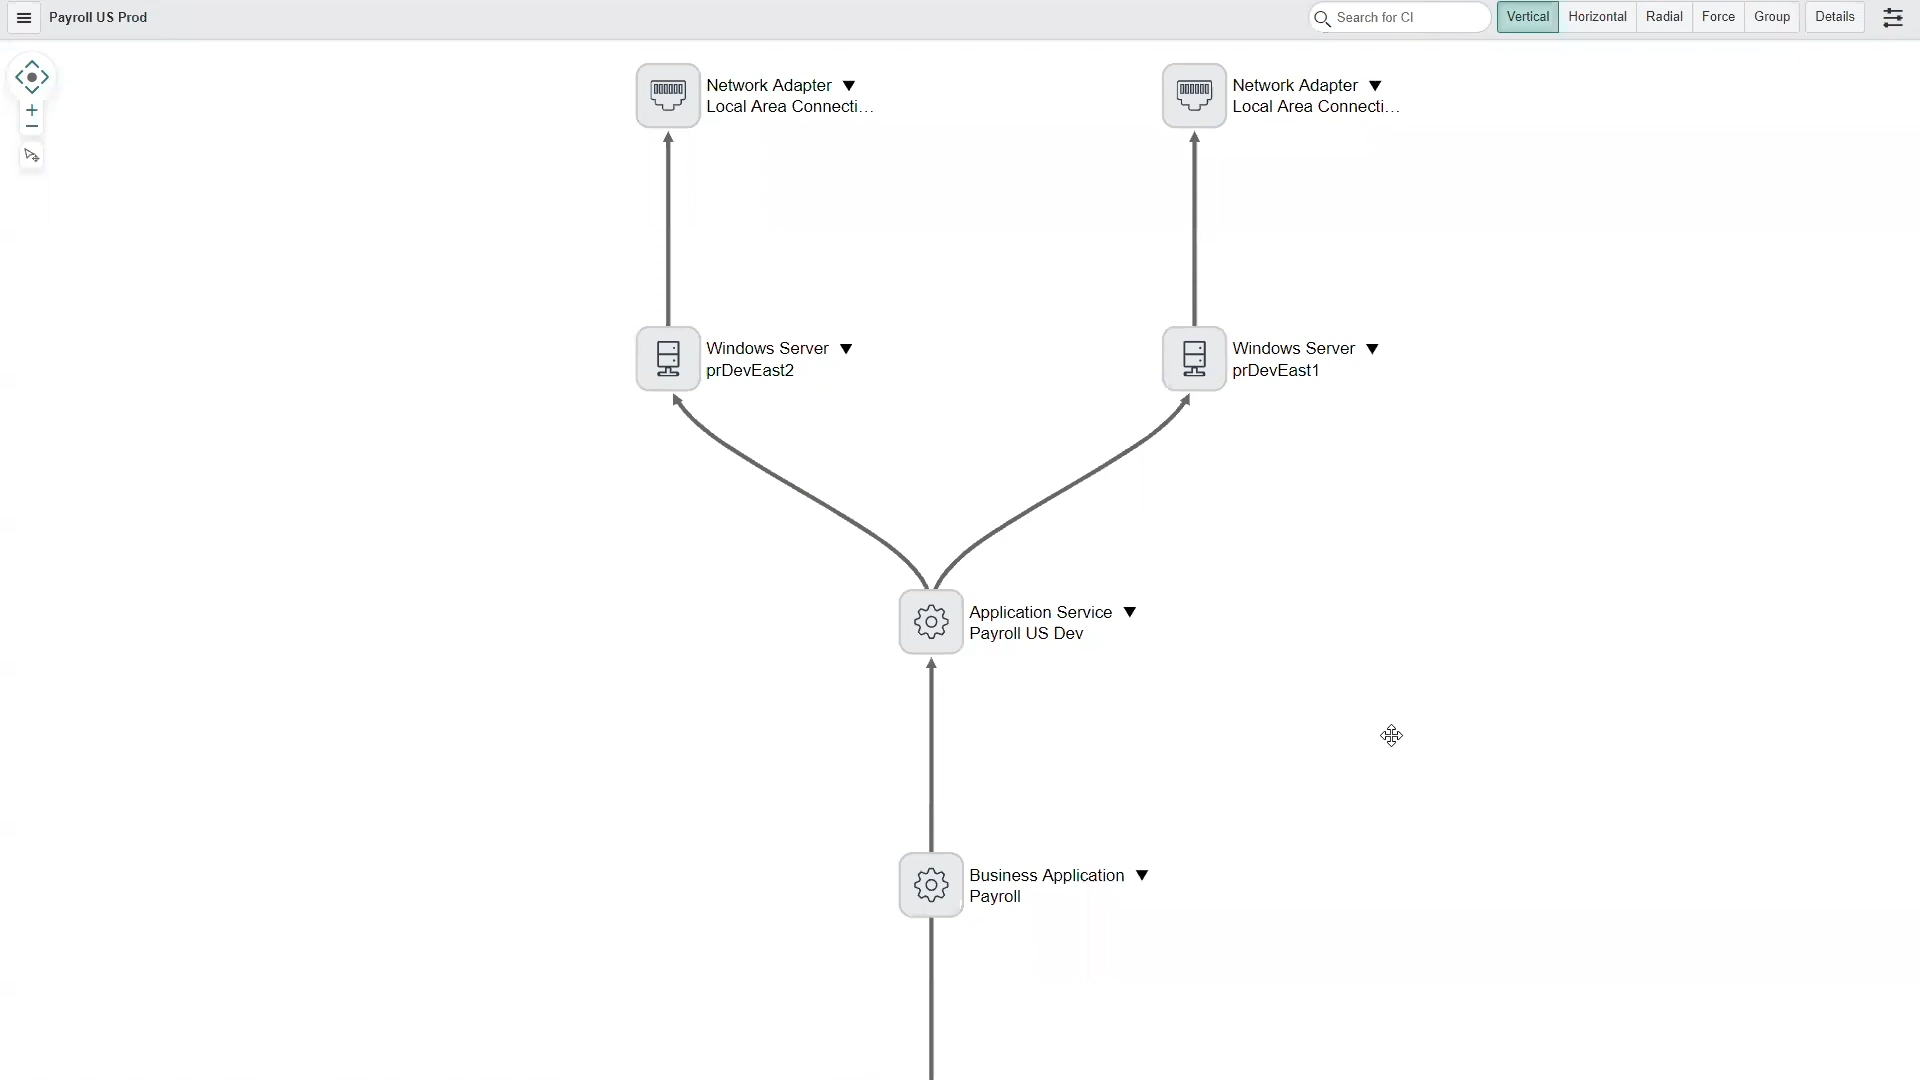 Payroll US Prod
Search for CI
Vertical
Horizontal
Radial
Force
Group
Details
Network Adapter ▼
Local Area Connecti...
Network Adapter ▼
Local Area Connecti...
Windows Server ▼
prDevEast2
Windows Server ▼
prDevEast1
Application Service ▼
Payroll US Dev
Business Application ▼
Payroll